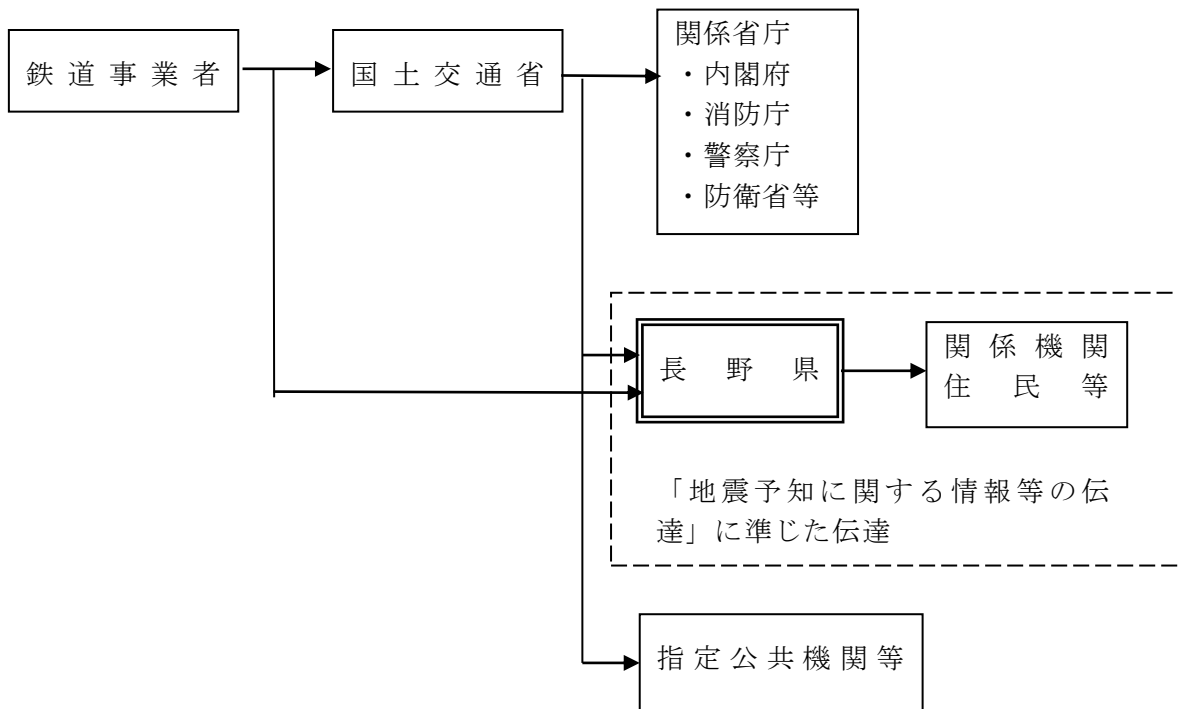 鉄道事業者
国土交通省
関係省庁
・内閣府
・消防庁
・警察庁
・防衛省等
長野県
関係機関
住民等
「地震予知に関する情報等の伝
達」に準じた伝達
指定公共機関等